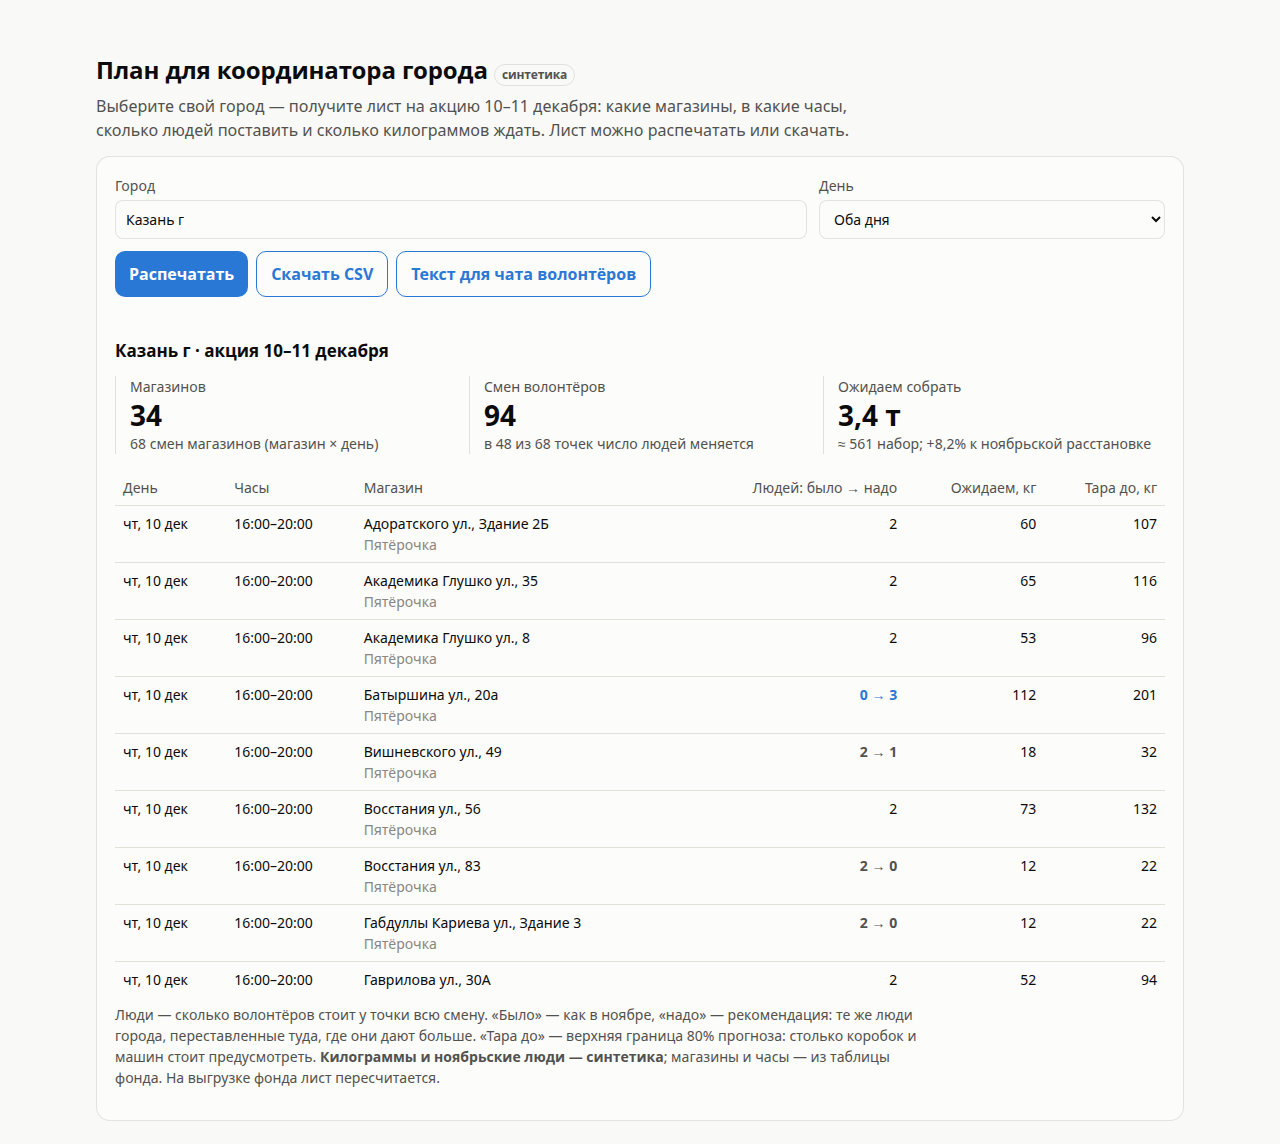 План для координатора города синтетика
Выберите свой город — получите лист на акцию 10–11 декабря: какие магазины, в какие часы,
сколько людей поставить и сколько килограммов ждать. Лист можно распечатать или скачать.
Город День
Казань г Оба дня
Распечатать Скачать CSV Текст для чата волонтёров
Казань г · акция 10–11 декабря
Магазинов Смен волонтёров Ожидаем собрать
34 94 3,4 т
68 смен магазинов (магазин × день) в 48 из 68 точек число людей меняется ≈ 561 набор; +8,2% к ноябрьской расстановке
День Часы Магазин Людей: было → надо Ожидаем, кг Тара до, кг
чт, 10 дек 16:00–20:00 Адоратского ул., Здание 2Б 2 60 107
Пятёрочка
чт, 10 дек 16:00–20:00 Академика Глушко ул., 35 2 65 116
Пятёрочка
чт, 10 дек 16:00–20:00 Академика Глушко ул., 8 2 53 96
Пятёрочка
чт, 10 дек 16:00–20:00 Батыршина ул., 20а 0 → 3 112 201
Пятёрочка
чт, 10 дек 16:00–20:00 Вишневского ул., 49 2 → 1 18 32
Пятёрочка
чт, 10 дек 16:00–20:00 Восстания ул., 56 2 73 132
Пятёрочка
чт, 10 дек 16:00–20:00 Восстания ул., 83 2 → 0 12 22
Пятёрочка
чт, 10 дек 16:00–20:00 Габдуллы Кариева ул., Здание 3 2 → 0 12 22
Пятёрочка
чт, 10 дек 16:00–20:00 Гаврилова ул., 30А 2 52 94
Люди — сколько волонтёров стоит у точки всю смену. «Было» — как в ноябре, «надо» — рекомендация: те же люди
города, переставленные туда, где они дают больше. «Тара до» — верхняя граница 80% прогноза: столько коробок и
машин стоит предусмотреть. Килограммы и ноябрьские люди — синтетика; магазины и часы — из таблицы
фонда. На выгрузке фонда лист пересчитается.